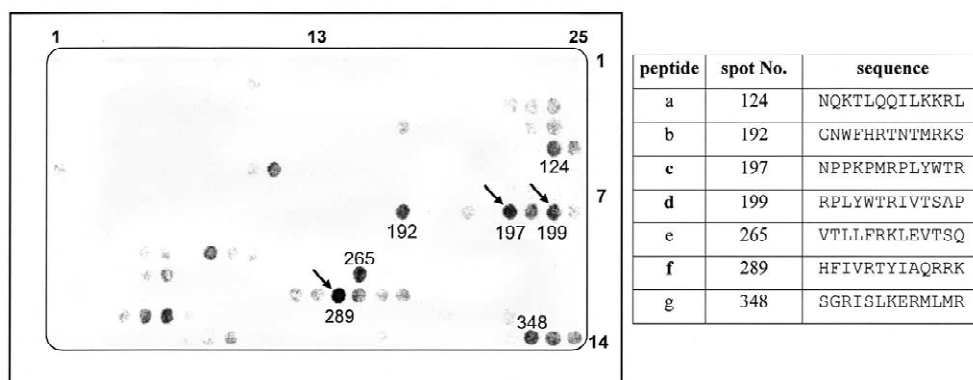 1 13 25
1
124
7
192 197 199
265
289
348
14
peptide spot No. sequence
a 124 NQKTLQQILKKRL
b 192 GNWFHRTNTMRKS
c 197 NPPKPMRPLYWTR
d 199 RPLYWTRIVTSAP
e 265 VTLLFRKLEVTSQ
f 289 HFIVRTYIAQRRK
g 348 SGRISLKERMLMR